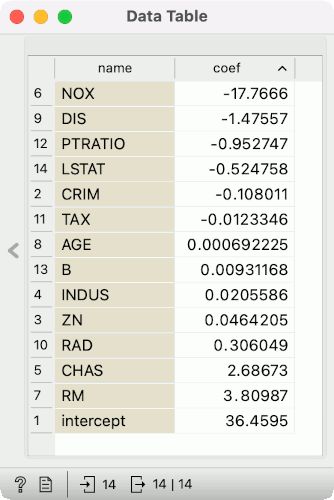 Data Table
name coef
6 NOX -17.7666
9 DIS -1.47557
12 PTRATIO -0.952747
14 LSTAT -0.524758
2 CRIM -0.108011
11 TAX -0.0123346
8 AGE 0.000692225
13 B 0.00931168
4 INDUS 0.0205586
3 ZN 0.0464205
10 RAD 0.306049
5 CHAS 2.68673
7 RM 3.80987
1 intercept 36.4595
? 14 14 | 14